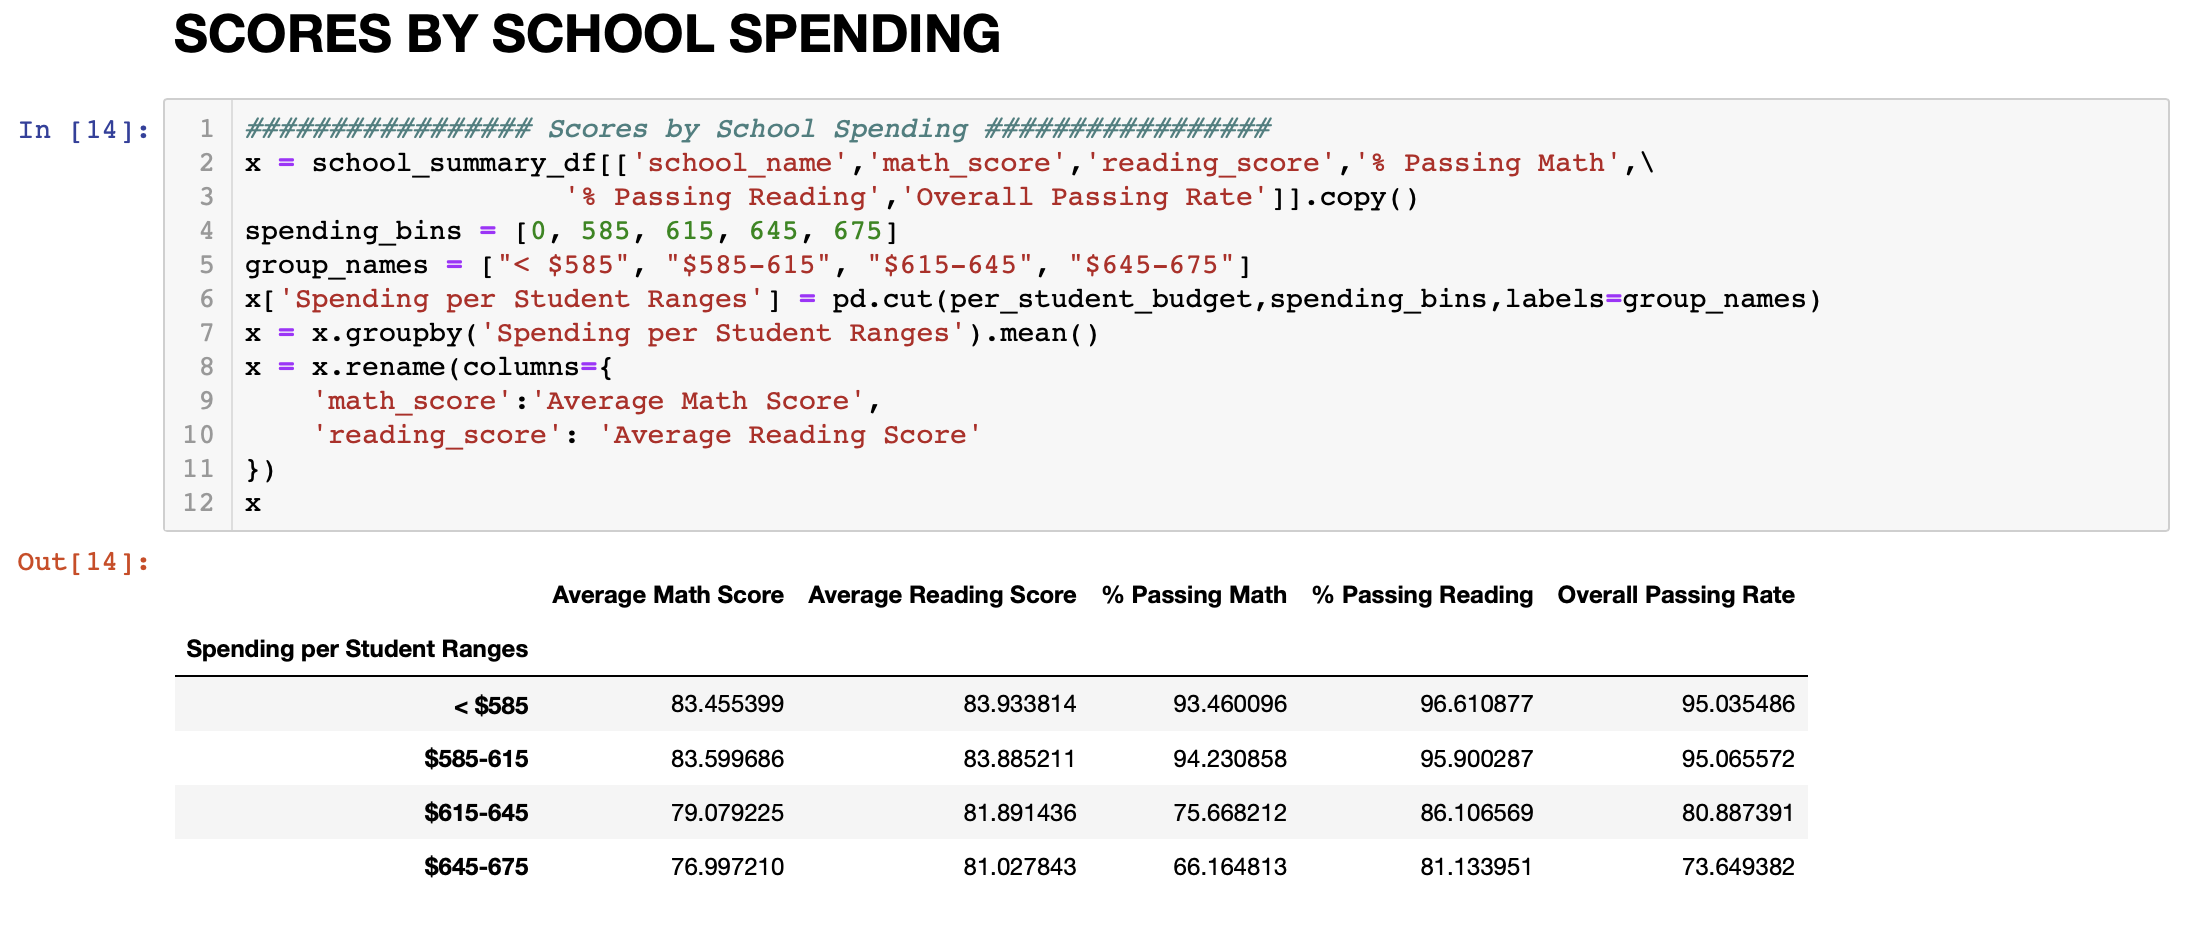 SCORES BY SCHOOL SPENDING
In [14]:
1 ################# Scores by School Spending #################
2 x = school_summary_df[['school_name','math_score','reading_score','% Passing Math',\
3 '% Passing Reading','Overall Passing Rate']].copy()
4 spending_bins = [0, 585, 615, 645, 675]
5 group_names = ["< $585", "$585-615", "$615-645", "$645-675"]
6 x['Spending per Student Ranges'] = pd.cut(per_student_budget,spending_bins,labels=group_names)
7 x = x.groupby('Spending per Student Ranges').mean()
8 x = x.rename(columns={
9 'math_score':'Average Math Score',
10 'reading_score': 'Average Reading Score'
11 })
12 x
Out[14]:
Average Math Score Average Reading Score % Passing Math % Passing Reading Overall Passing Rate
Spending per Student Ranges
< $585 83.455399 83.933814 93.460096 96.610877 95.035486
$585-615 83.599686 83.885211 94.230858 95.900287 95.065572
$615-645 79.079225 81.891436 75.668212 86.106569 80.887391
$645-675 76.997210 81.027843 66.164813 81.133951 73.649382